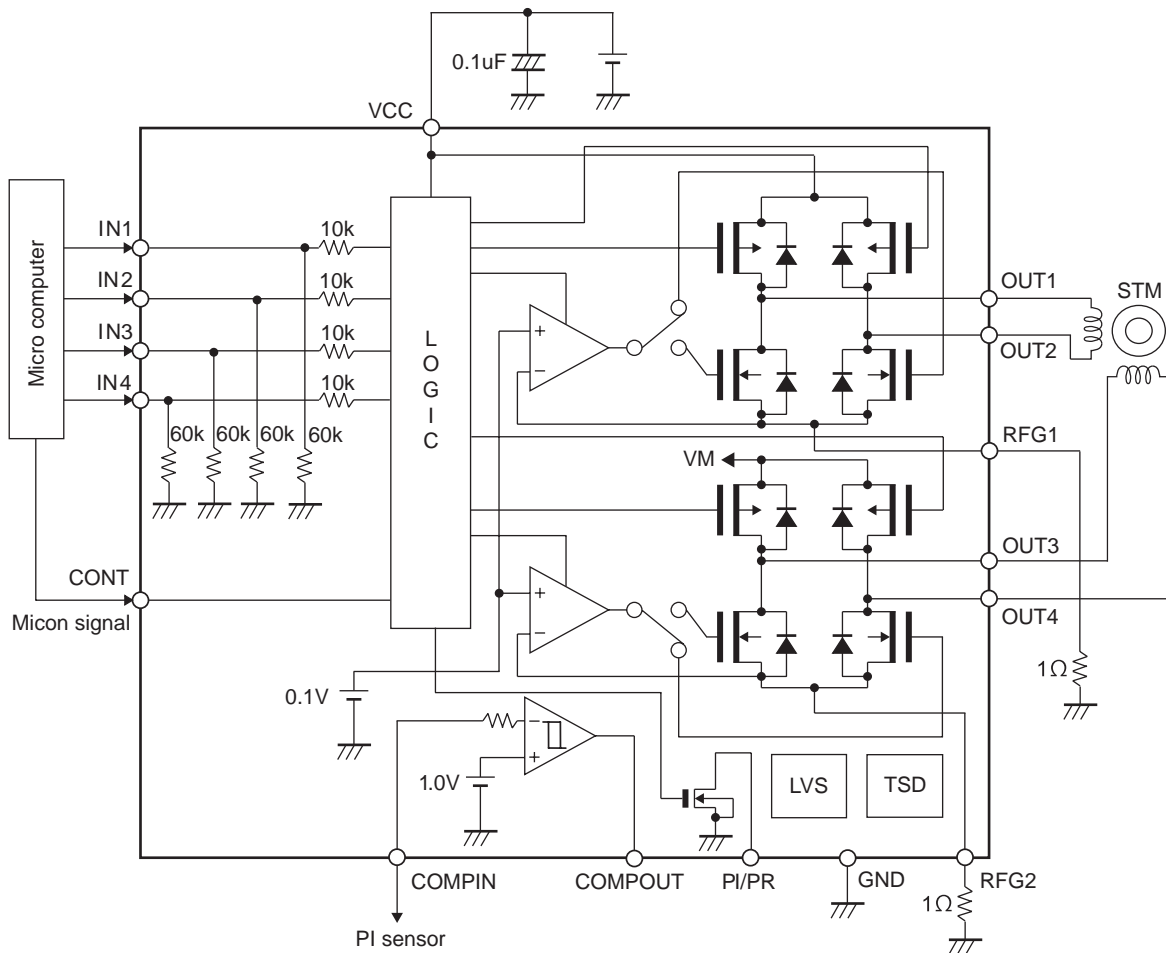 0.1uF
VCC
Micro computer
IN1
10k
IN2
10k
IN3
10k
IN4
10k
60k
60k
60k
60k
LOGIC
+
−
OUT1
STM
OUT2
RFG1
VM
OUT3
CONT
Micon signal
+
−
OUT4
1Ω
0.1V
−
+
1.0V
LVS
TSD
COMPIN
COMPOUT
PI/PR
GND
RFG2
1Ω
PI sensor